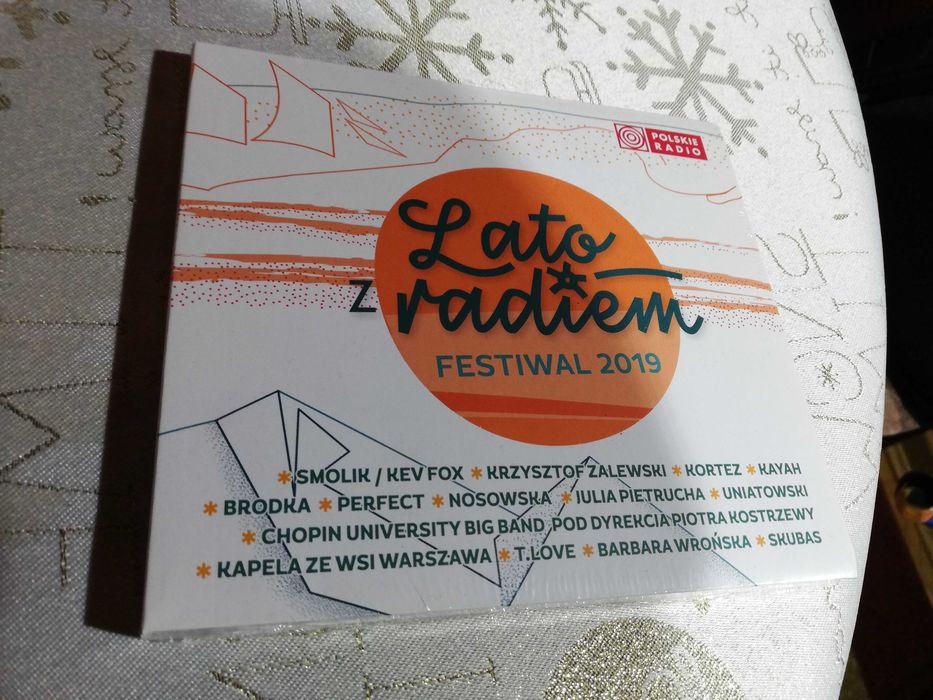 POLSKIE
RADIO
Lato
z radiem
FESTIWAL 2019
* SMOLIK / KEV FOX * KRZYSZTOF ZALEWSKI * KORTEZ * KAYAH
* BRODKA * PERFECT * NOSOWSKA * JULIA PIETRUCHA * UNIATOWSKI
* CHOPIN UNIVERSITY BIG BAND POD DYREKCJA PIOTRA KOSTRZEWY
* KAPELA ZE WSI WARSZAWA * T.LOVE * BARBARA WROŃSKA * SKUBAS